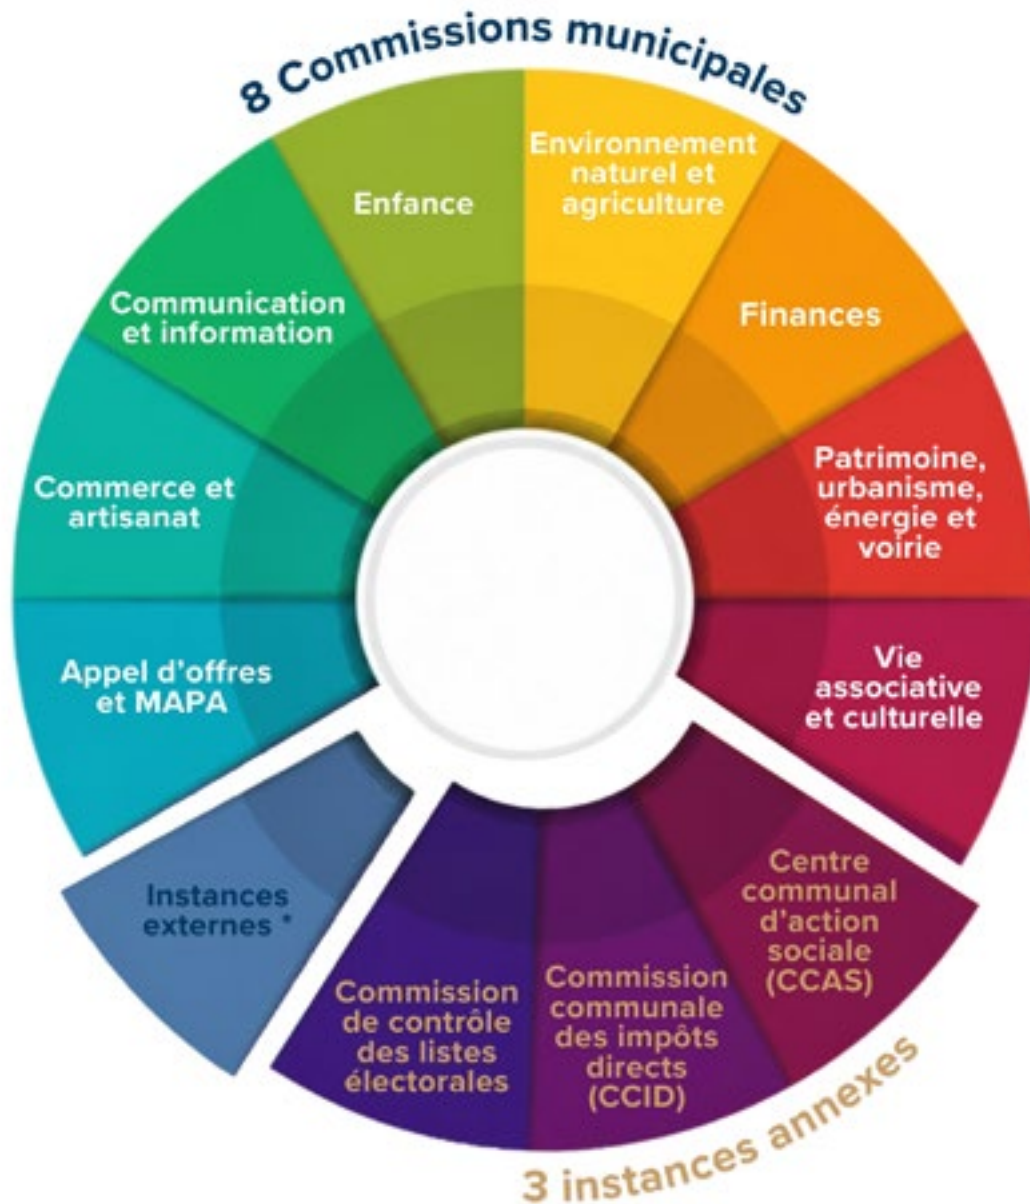 8 Commissions municipales
Enfance
Environnement
naturel et
agriculture
Communication
et information
Finances
Commerce et
artisanat
Patrimoine,
urbanisme,
énergie et
voirie
Appel d'offres
et MAPA
Vie
associative
et culturelle
Instances
externes *
Commission
de contrôle
des listes
électorales
Commission
communale
des impôts
directs
(CCID)
Centre
communal
d'action
sociale
(CCAS)
3 instances annexes